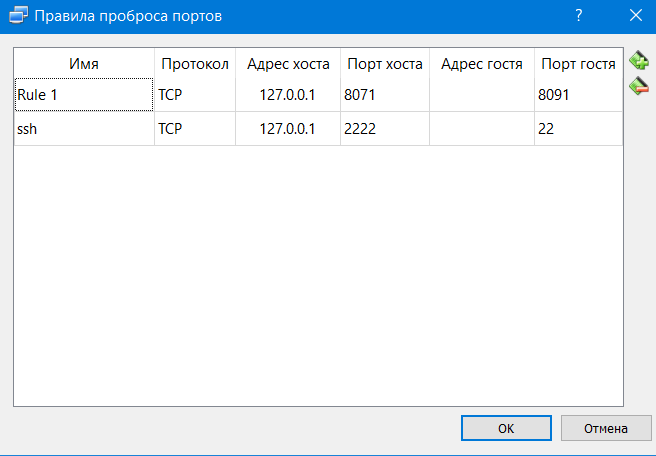 Правила проброса портов ?
Имя Протокол Адрес хоста Порт хоста Адрес гостя Порт гостя
Rule 1 TCP 127.0.0.1 8071 8091
ssh TCP 127.0.0.1 2222 22
OK Отмена